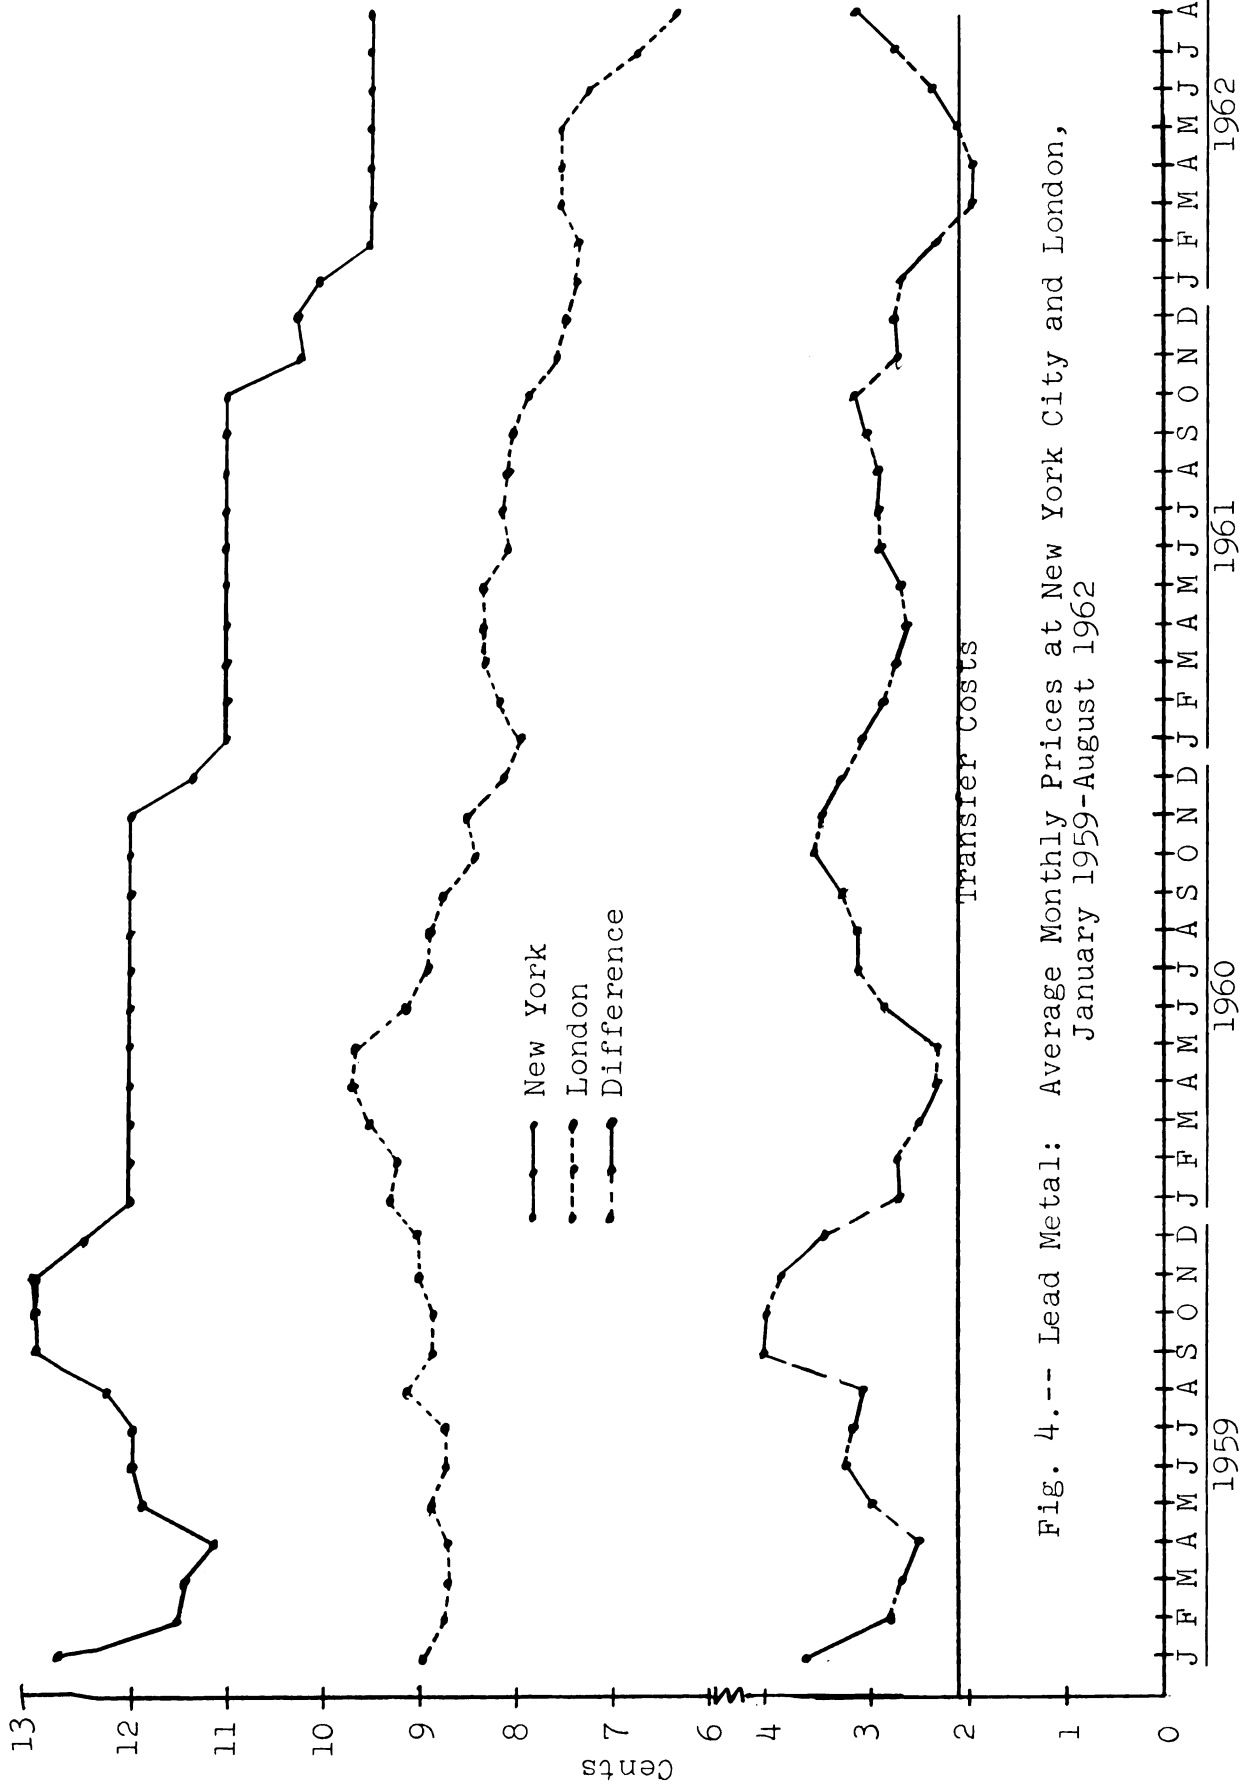 13
12
11
10
9
8
7
6
4
3
2
1
0
Cents
New York
London
Difference
Transfer Costs
J F M A M J J A S O N D J F M A M J J A S O N D J F M A M J J A S O N D J F M A M J J A
1959 1960 1961 1962
Fig. 4.-- Lead Metal: Average Monthly Prices at New York City and London,
January 1959-August 1962